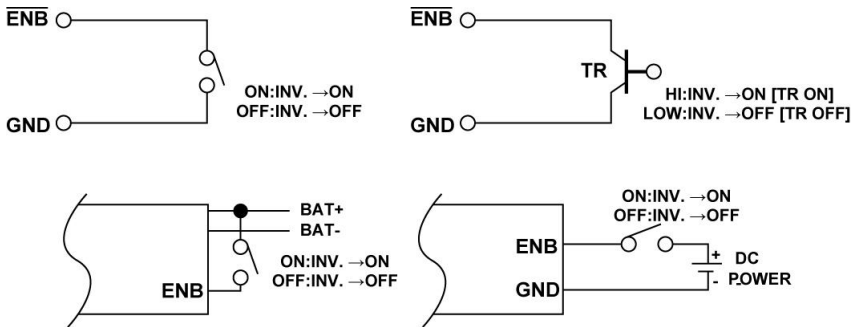 E̅N̅B̅
ON:INV. →ON
OFF:INV. →OFF
GND
E̅N̅B̅
TR
HI:INV. →ON [TR ON]
LOW:INV. →OFF [TR OFF]
GND
BAT+
BAT-
ON:INV. →ON
OFF:INV. →OFF
ENB
ON:INV. →ON
OFF:INV. →OFF
ENB
+ DC
- POWER
GND